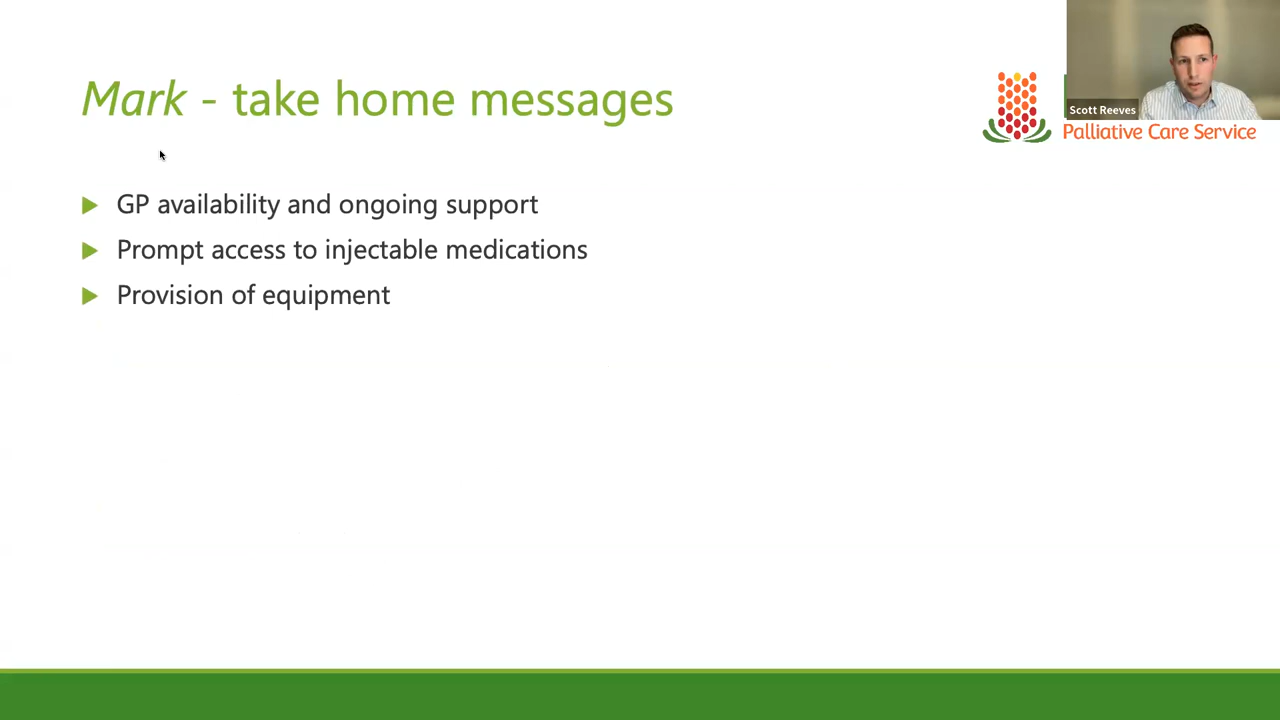 Mark - take home messages
Scott Reeves
Palliative Care Service
GP availability and ongoing support
Prompt access to injectable medications
Provision of equipment